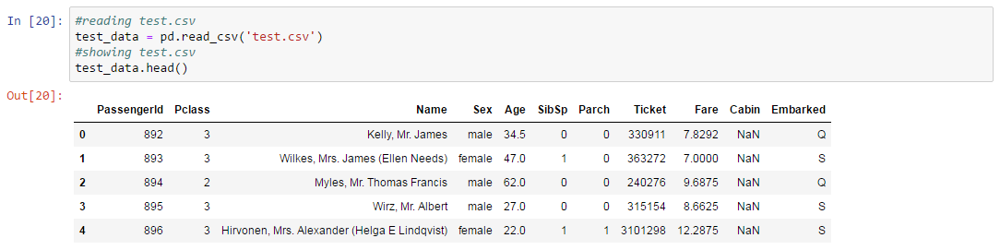 In [20]: #reading test.csv
test_data = pd.read_csv('test.csv')
#showing test.csv
test_data.head()
Out[20]:
PassengerId Pclass Name Sex Age SibSp Parch Ticket Fare Cabin Embarked
0 892 3 Kelly, Mr. James male 34.5 0 0 330911 7.8292 NaN Q
1 893 3 Wilkes, Mrs. James (Ellen Needs) female 47.0 1 0 363272 7.0000 NaN S
2 894 2 Myles, Mr. Thomas Francis male 62.0 0 0 240276 9.6875 NaN Q
3 895 3 Wirz, Mr. Albert male 27.0 0 0 315154 8.6625 NaN S
4 896 3 Hirvonen, Mrs. Alexander (Helga E Lindqvist) female 22.0 1 1 3101298 12.2875 NaN S